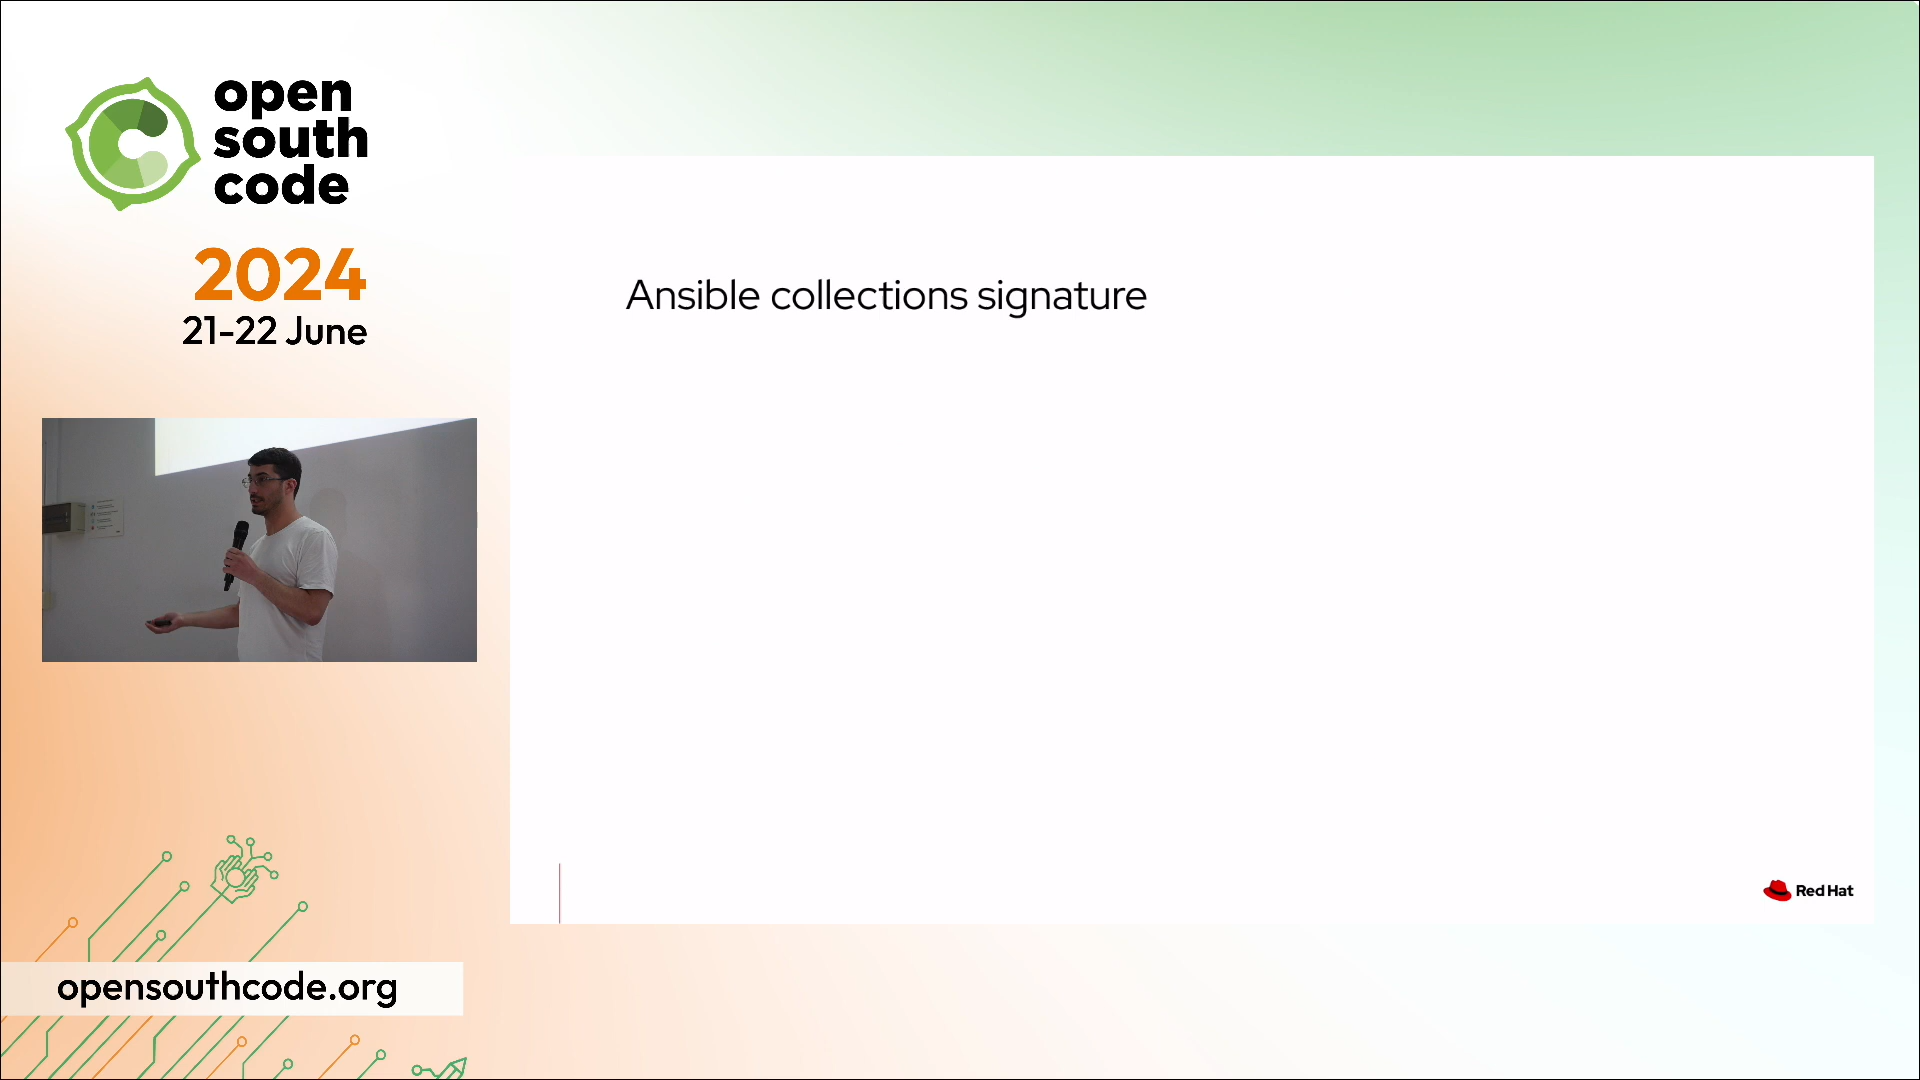 open
south
code
2024
21-22 June
Ansible collections signature
Red Hat
opensouthcode.org